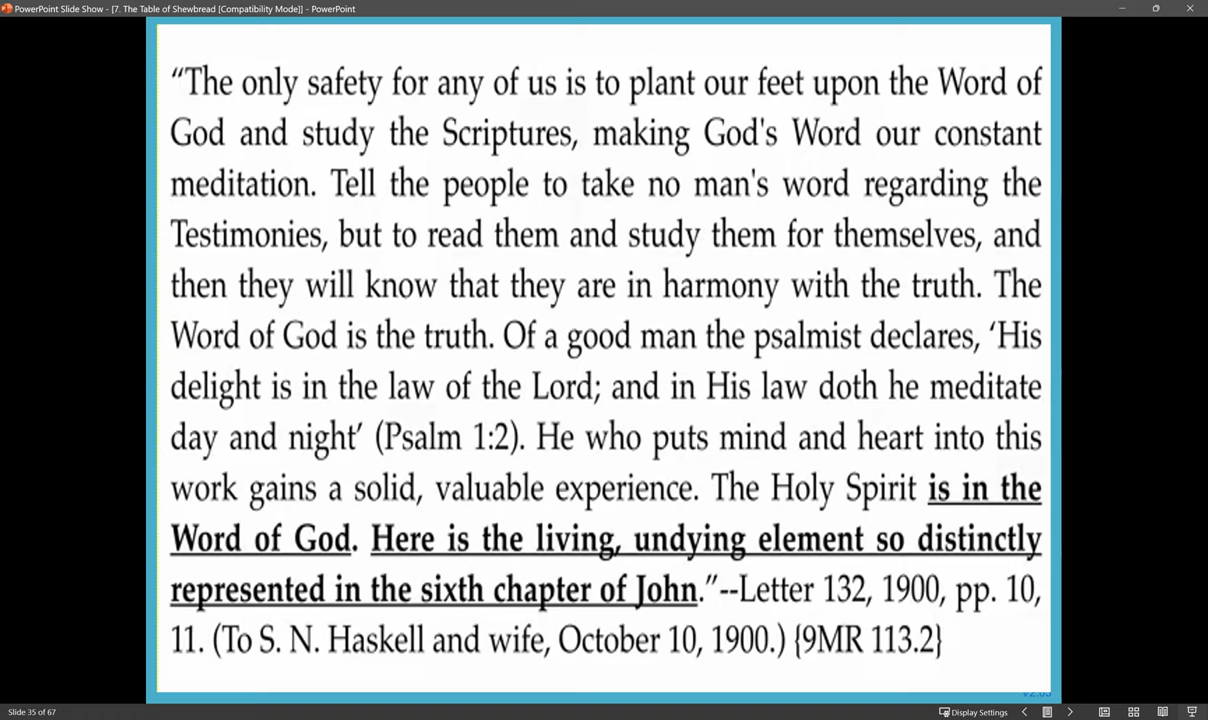 PowerPoint Slide Show - [7. The Table of Shewbread [Compatibility Mode]] - PowerPoint
“The only safety for any of us is to plant our feet upon the Word of
God and study the Scriptures, making God's Word our constant
meditation. Tell the people to take no man's word regarding the
Testimonies, but to read them and study them for themselves, and
then they will know that they are in harmony with the truth. The
Word of God is the truth. Of a good man the psalmist declares, ‘His
delight is in the law of the Lord; and in His law doth he meditate
day and night’ (Psalm 1:2). He who puts mind and heart into this
work gains a solid, valuable experience. The Holy Spirit is in the
Word of God. Here is the living, undying element so distinctly
represented in the sixth chapter of John.”--Letter 132, 1900, pp. 10,
11. (To S. N. Haskell and wife, October 10, 1900.) {9MR 113.2}
Slide 35 of 67
Display Settings